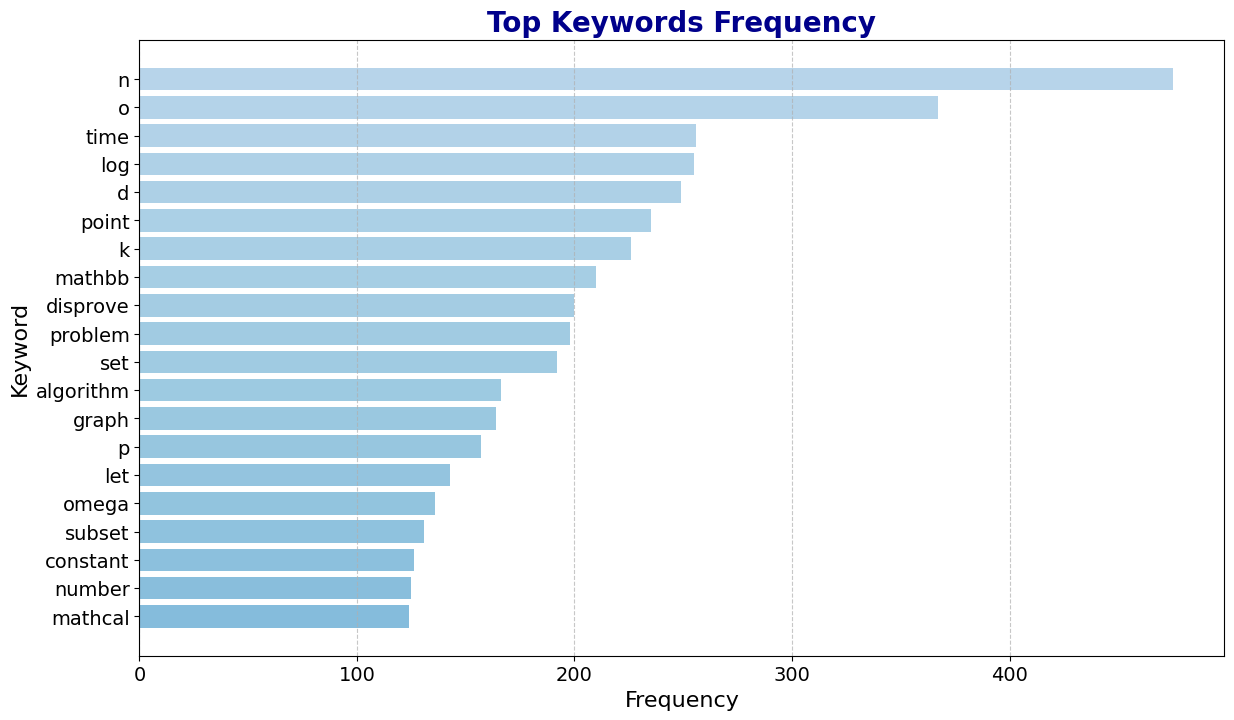 Top Keywords Frequency
n
o
time
log
d
point
k
mathbb
disprove
problem
set
algorithm
graph
p
let
omega
subset
constant
number
mathcal
Keyword
0 100 200 300 400
Frequency